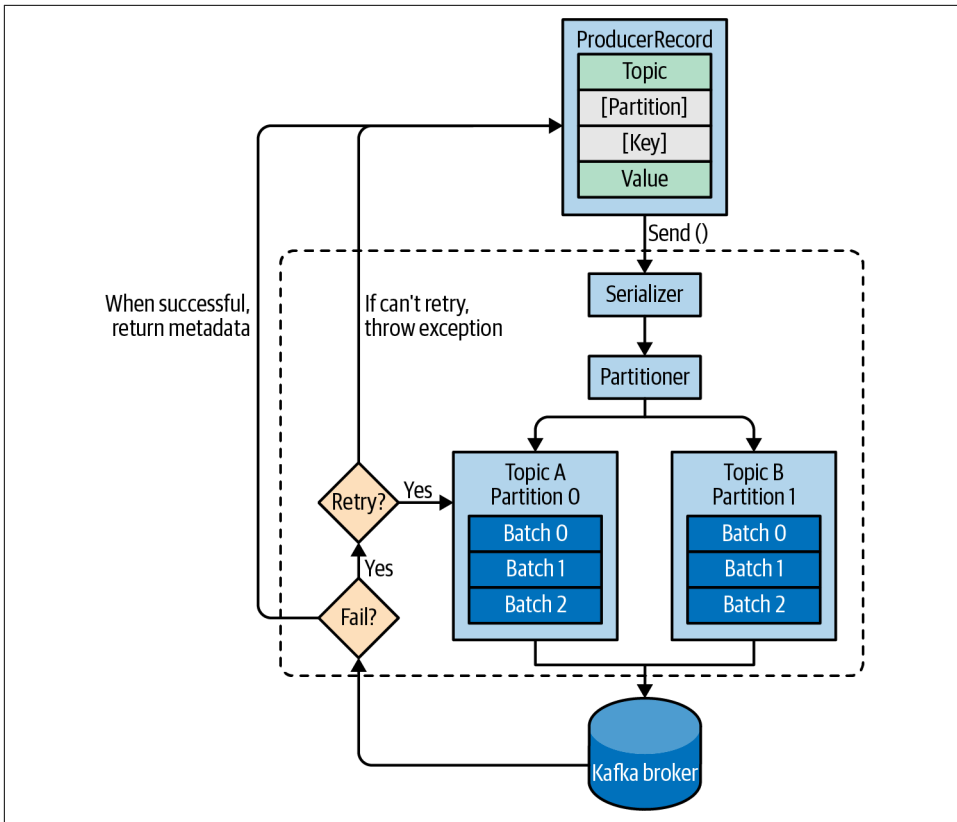 ProducerRecord
Topic
[Partition]
[Key]
Value
Send ()
When successful,
return metadata
If can't retry,
throw exception
Serializer
Partitioner
Topic A
Partition 0
Batch 0
Batch 1
Batch 2
Topic B
Partition 1
Batch 0
Batch 1
Batch 2
Retry?
Yes
Yes
Fail?
Kafka broker